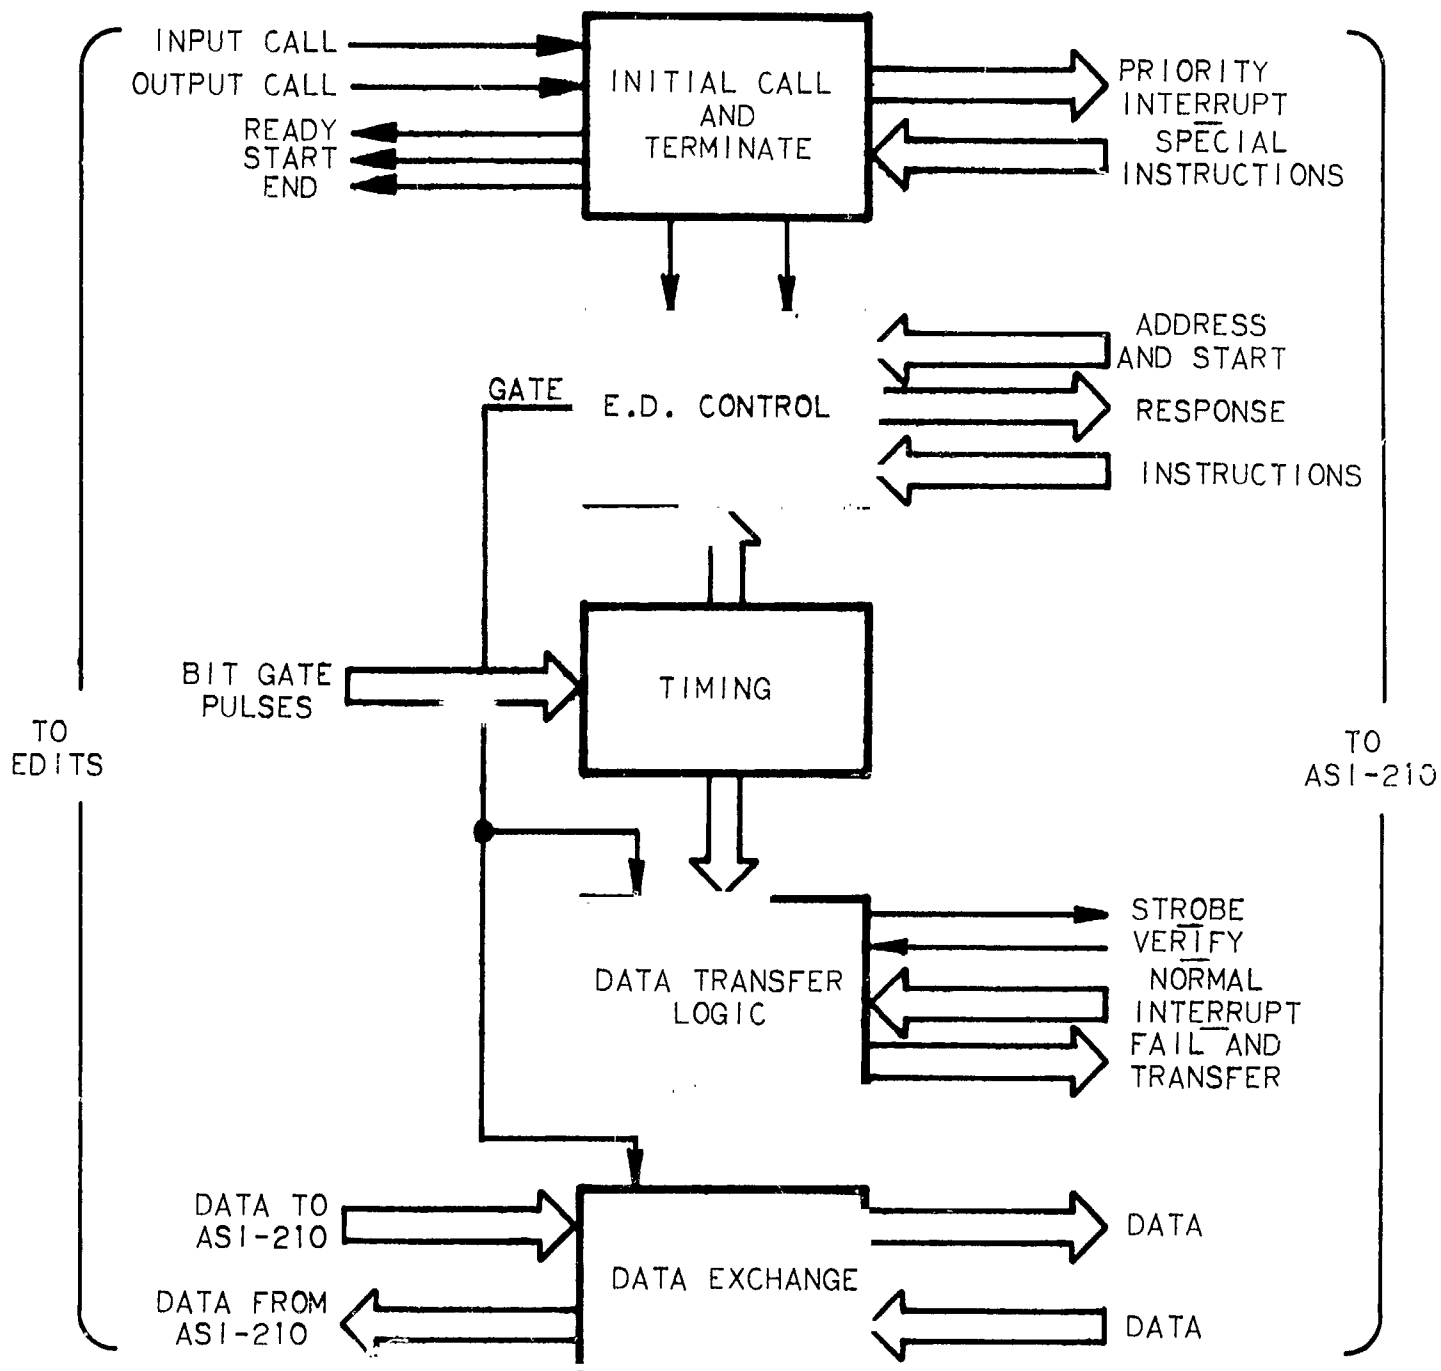 INPUT CALL
OUTPUT CALL
READY
START
END
INITIAL CALL
AND
TERMINATE
PRIORITY
INTERRUPT
SPECIAL
INSTRUCTIONS
ADDRESS
AND START
RESPONSE
INSTRUCTIONS
GATE
E.D. CONTROL
BIT GATE
PULSES
TIMING
TO
EDITS
TO
ASI-210
DATA TRANSFER
LOGIC
STROBE
VERIFY
NORMAL
INTERRUPT
FAIL AND
TRANSFER
DATA TO
ASI-210
DATA FROM
ASI-210
DATA EXCHANGE
DATA
DATA